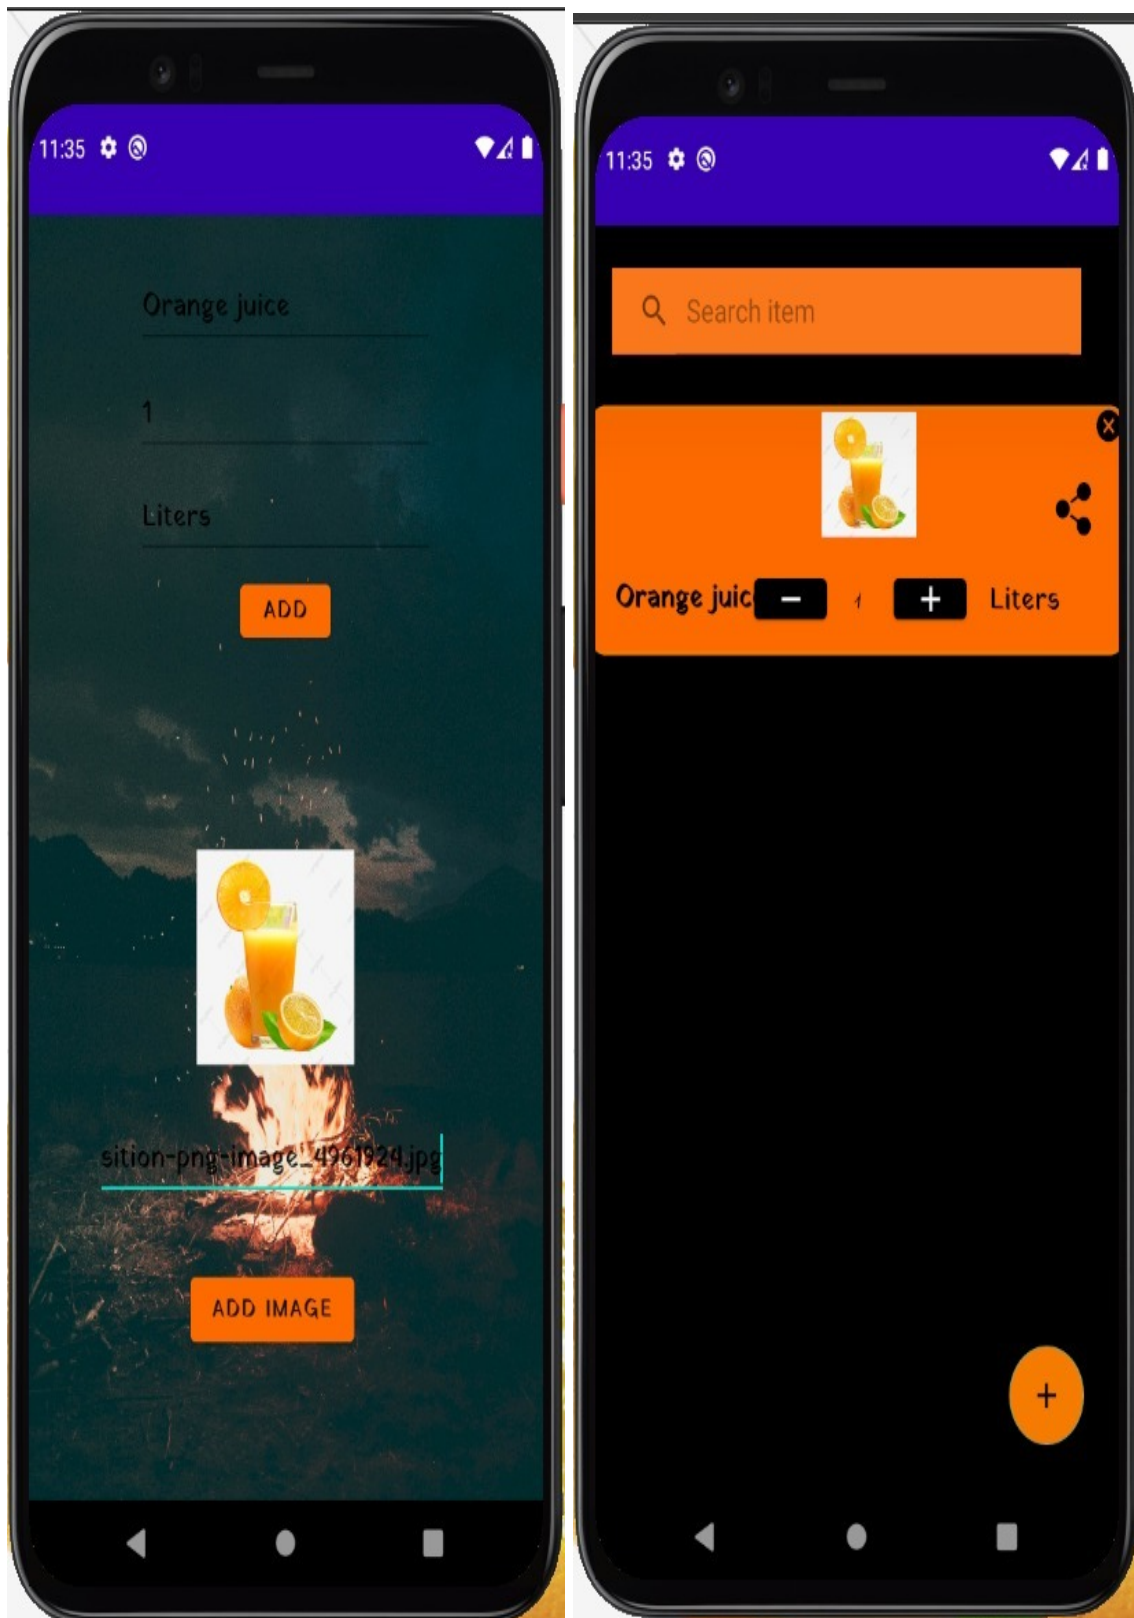 11:35
Orange juice
1
Liters
ADD
sition-png-image_4961924.jpg
ADD IMAGE
11:35
Search item
Orange juic
1
Liters